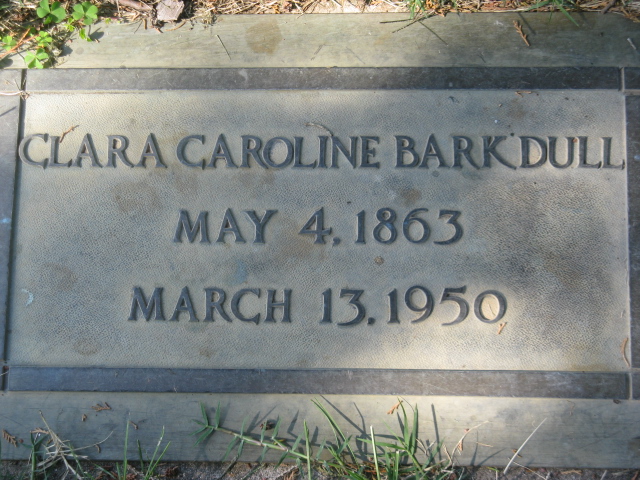 CLARA CAROLINE BARKDULL
MAY 4, 1863
MARCH 13, 1950